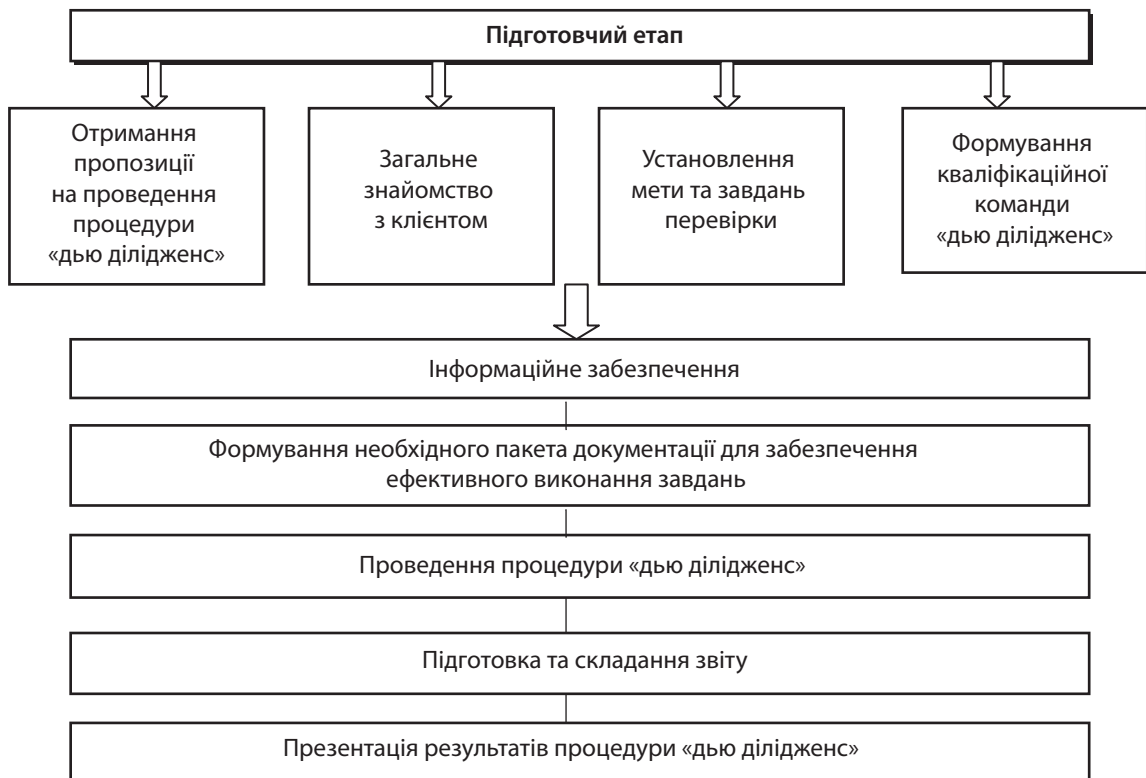 Підготовчий етап
Отримання
пропозиції
на проведення
процедури
«дью ділідженс»
Загальне
знайомство
з клієнтом
Установлення
мети та завдань
перевірки
Формування
кваліфікаційної
команди
«дью ділідженс»
Інформаційне забезпечення
Формування необхідного пакета документації для забезпечення
ефективного виконання завдань
Проведення процедури «дью ділідженс»
Підготовка та складання звіту
Презентація результатів процедури «дью ділідженс»